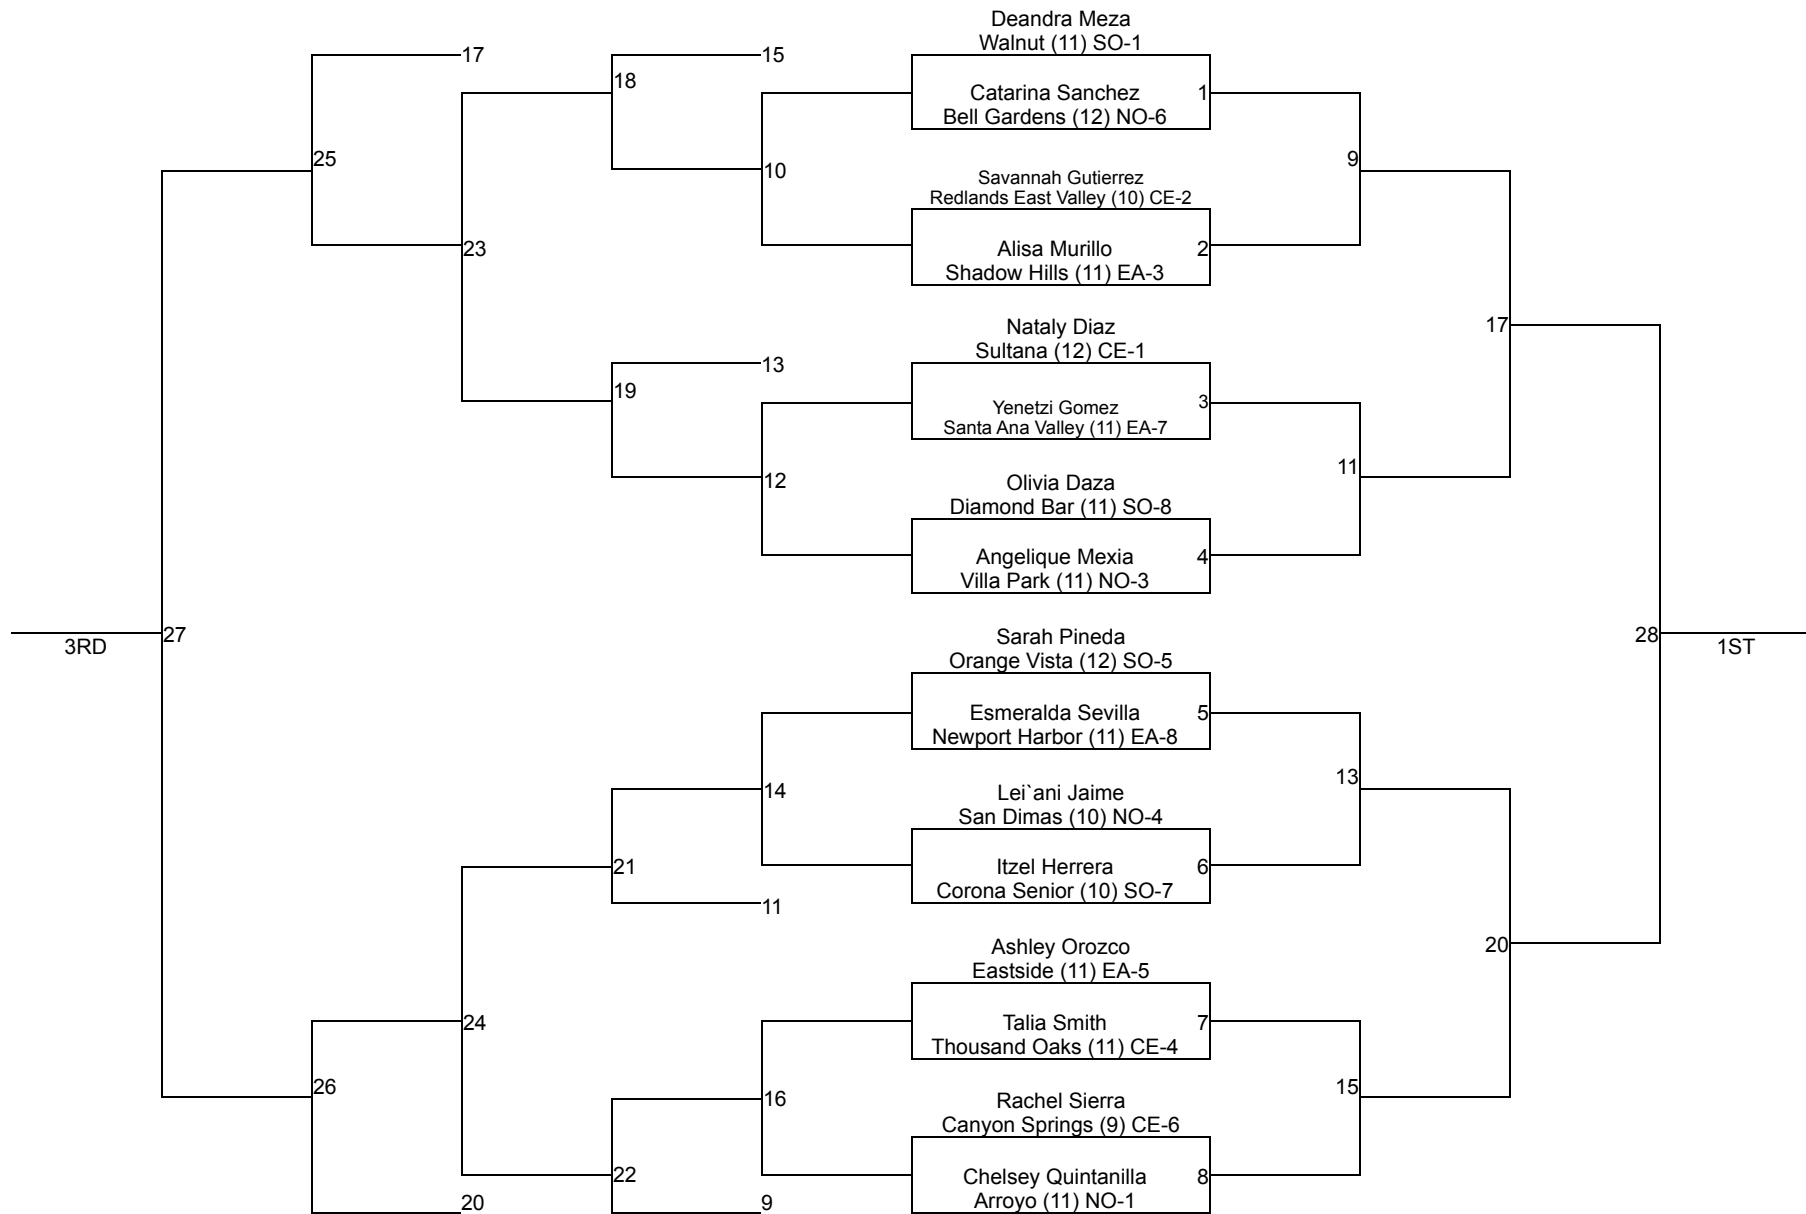 Deandra Meza
Walnut (11) SO-1
17
15
18
Catarina Sanchez
1
Bell Gardens (12) NO-6
25
10
9
Savannah Gutierrez
Redlands East Valley (10) CE-2
23
Alisa Murillo
2
Shadow Hills (11) EA-3
Nataly Diaz
17
Sultana (12) CE-1
13
19
Yenetzi Gomez
3
Santa Ana Valley (11) EA-7
12
11
Olivia Daza
Diamond Bar (11) SO-8
Angelique Mexia
4
Villa Park (11) NO-3
27
3RD
Sarah Pineda
28
1ST
Orange Vista (12) SO-5
Esmeralda Sevilla
5
Newport Harbor (11) EA-8
14
13
Lei`ani Jaime
San Dimas (10) NO-4
21
Itzel Herrera
6
Corona Senior (10) SO-7
11
Ashley Orozco
20
Eastside (11) EA-5
24
Talia Smith
7
Thousand Oaks (11) CE-4
26
16
15
Rachel Sierra
Canyon Springs (9) CE-6
22
Chelsey Quintanilla
8
Arroyo (11) NO-1
20
9